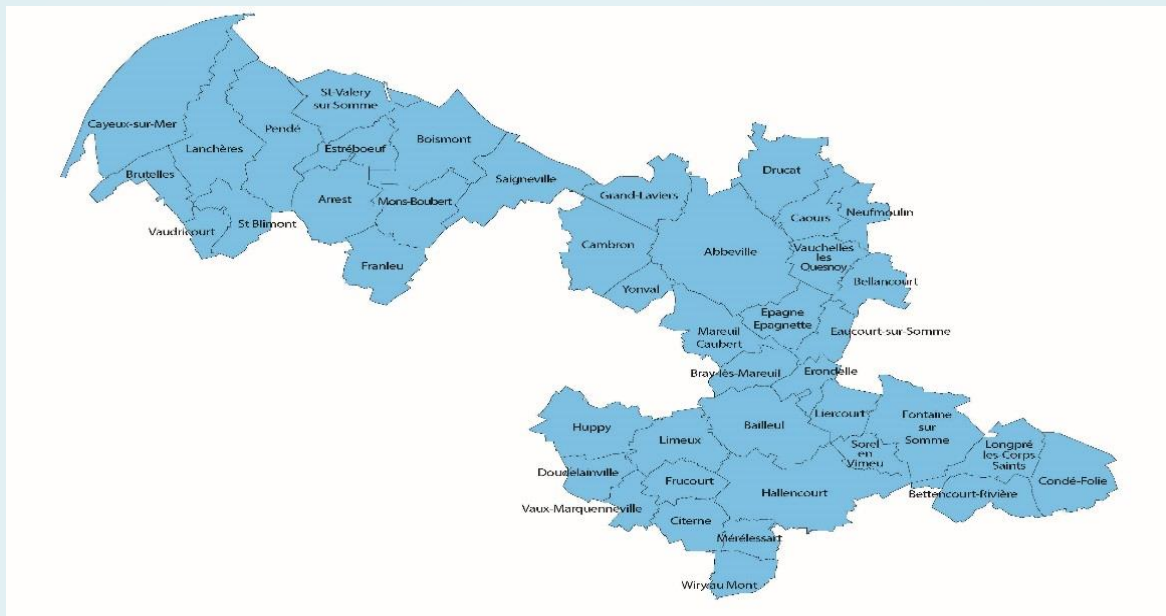 St-Valery
sur Somme
Cayeux-sur-Mer
Pendé
Boismont
Lanchères
Estréboeuf
Brutelles
Saigneville
Arrest
Mons-Boubert
Vaudricourt
St Blimont
Franleu
Grand-Laviers
Drucat
Neufmoulin
Caours
Cambron
Abbeville
Vauchelles
les
Quesnoy
Yonval
Bellancourt
Epagne
Epagnette
Mareuil
Caubert
Eaucourt-sur-Somme
Bray-lès-Mareuil
Erondelle
Huppy
Limeux
Bailleul
Liercourt
Fontaine
sur
Somme
Sorel
en
Vimeu
Longpré
les-Corps
Saints
Doudelainville
Frucourt
Hallencourt
Bettencourt-Rivière
Condé-Folie
Vaux-Marquenneville
Citerne
Mérélessart
Wiry au Mont